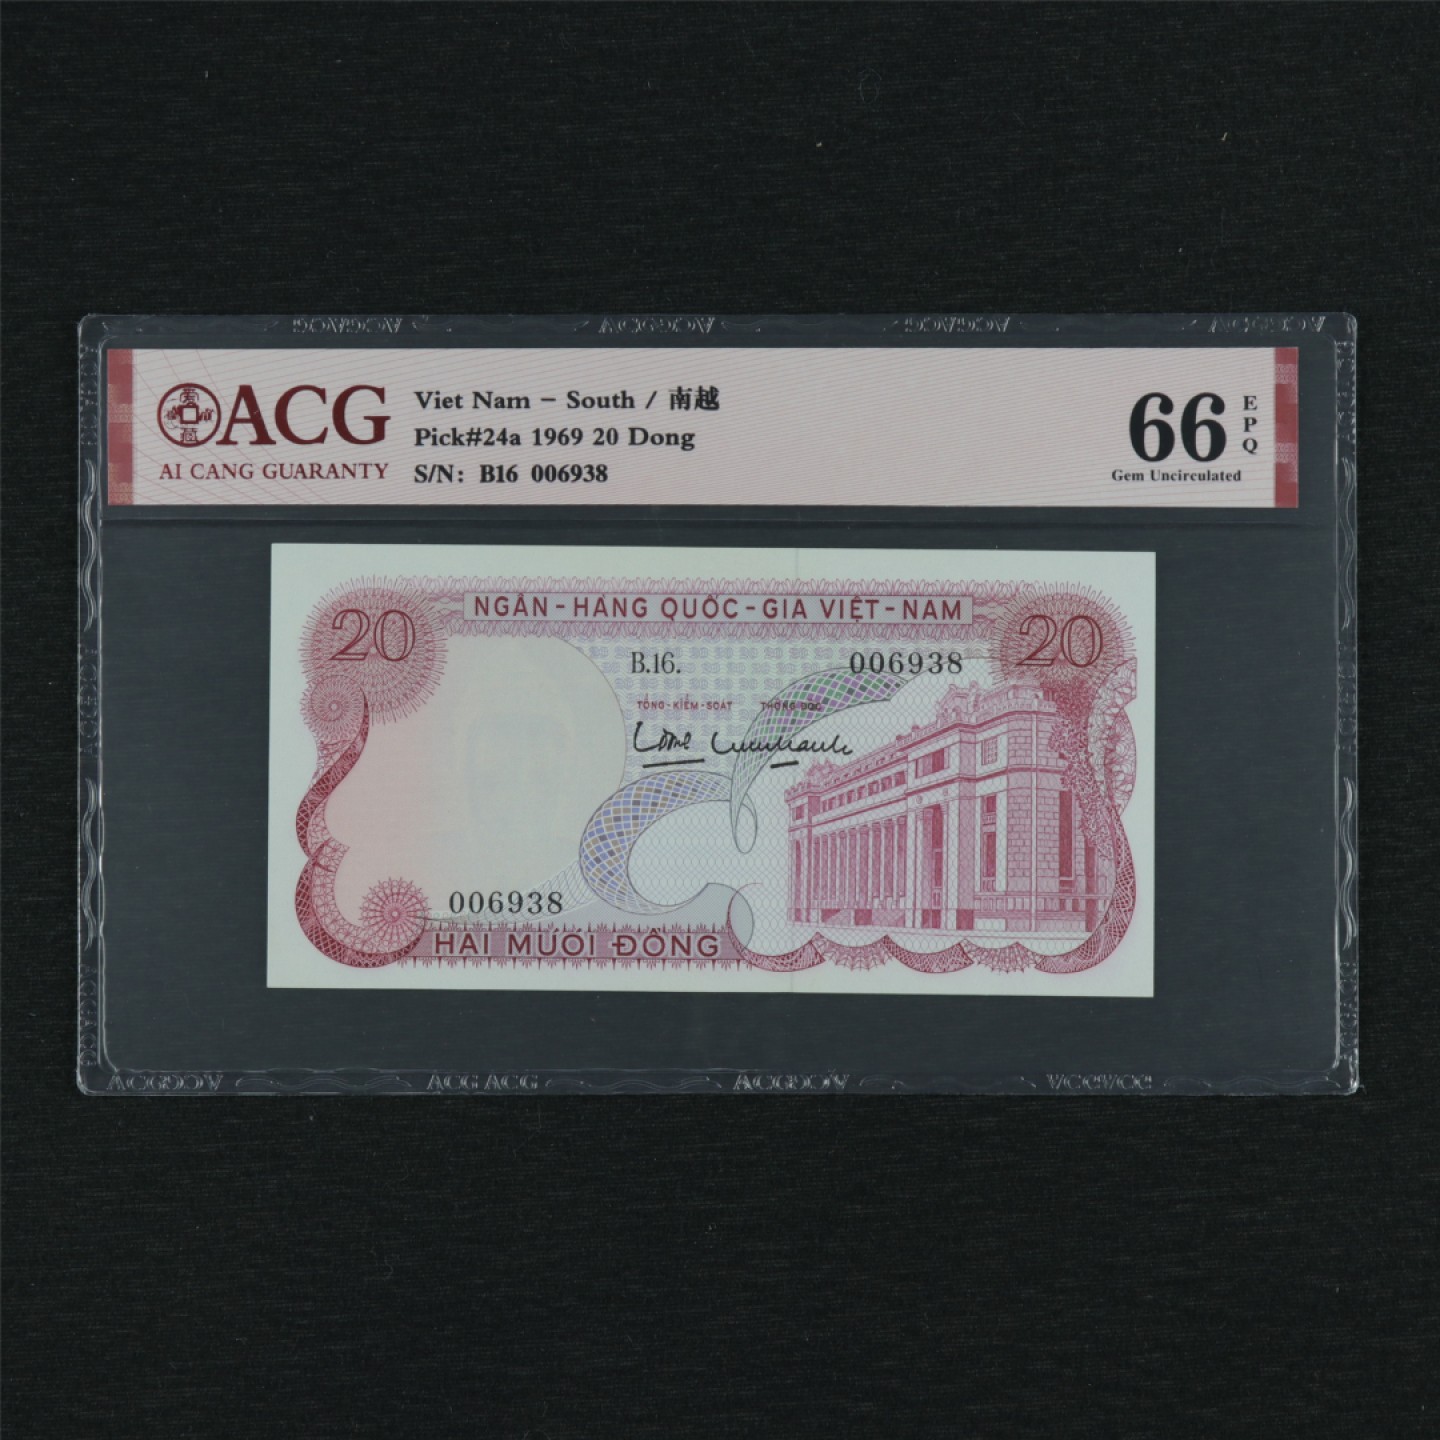 ACG
AI CANG GUARANTY
Viet Nam – South / 南越
Pick#24a 1969 20 Dong
S/N: B16 006938
66
EPQ
Gem Uncirculated
NGÂN-HÀNG QUỐC-GIA VIỆT-NAM
20
20
B.16.
006938
TỔNG-KIỂM-SOÁT THỐNG ĐỐC
006938
HAI MƯƠI ĐỒNG